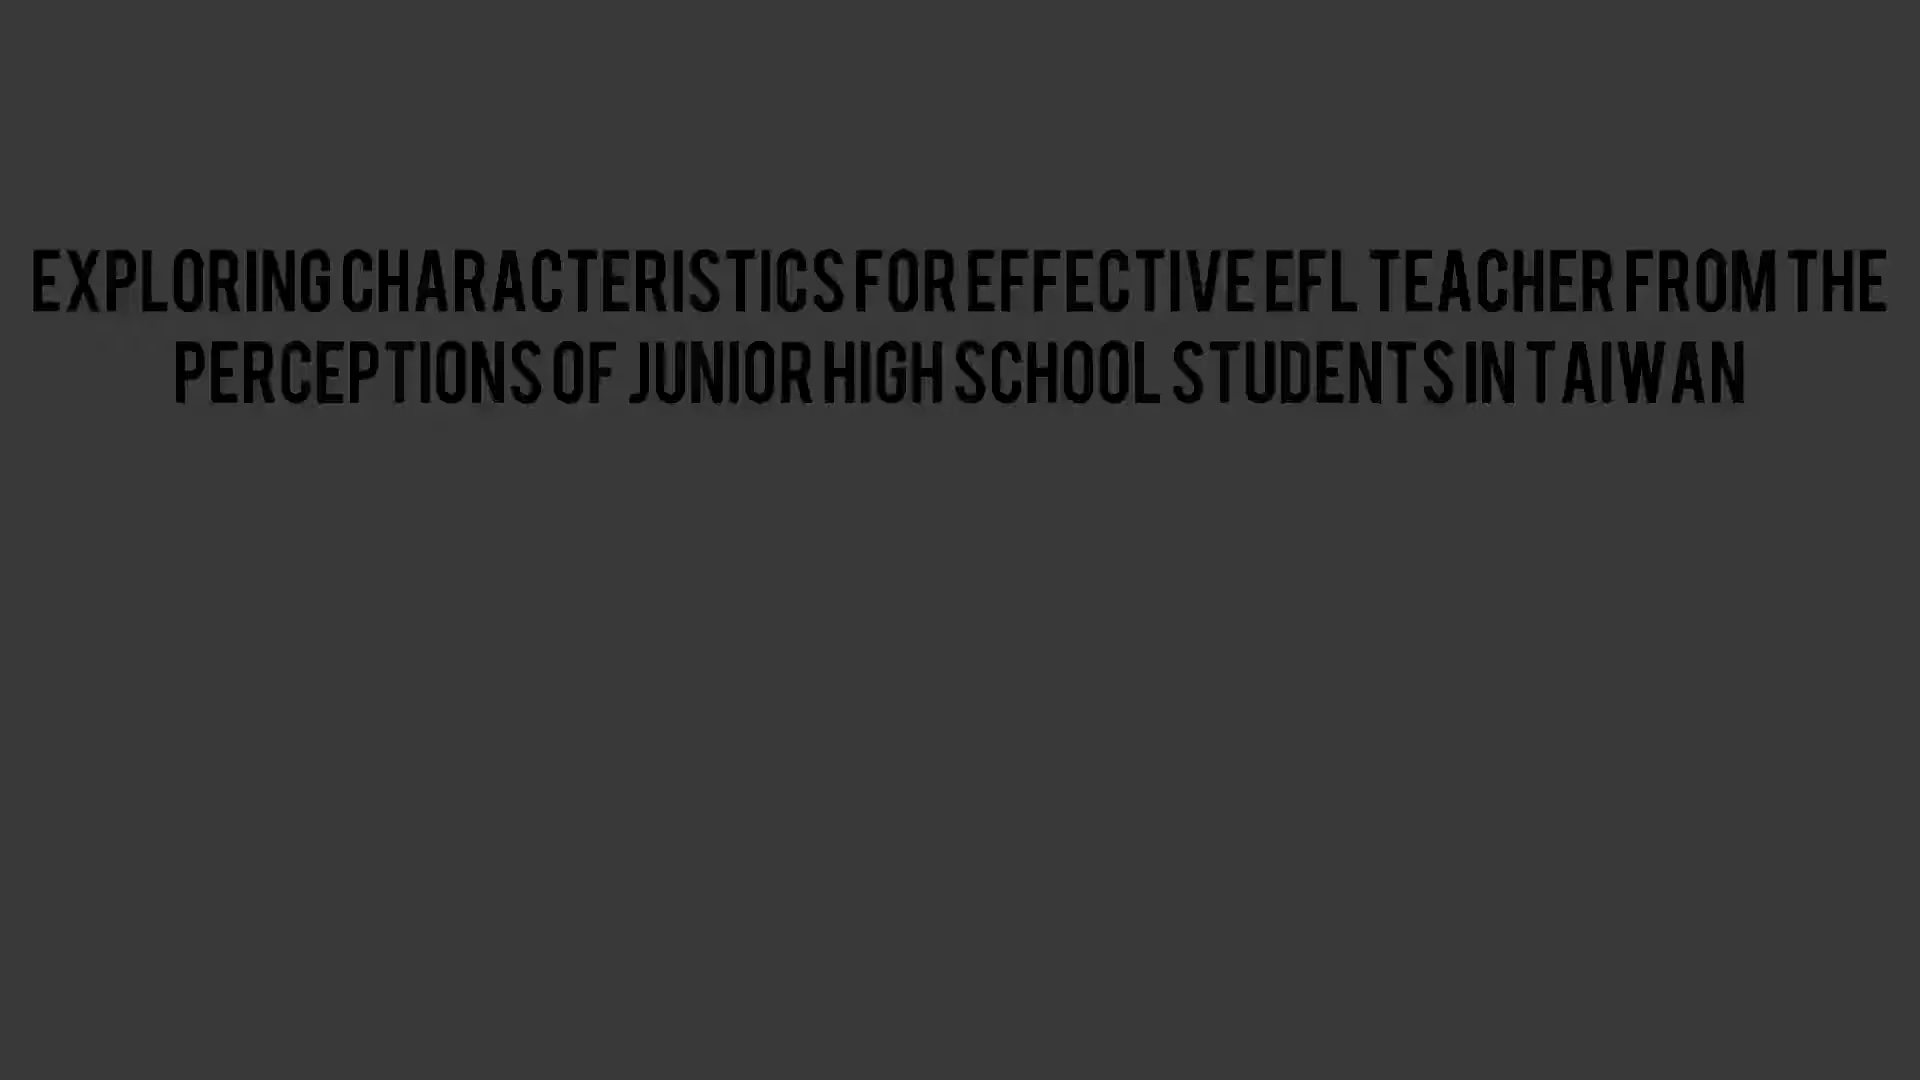 EXPLORING CHARACTERISTICS FOR EFFECTIVE EFL TEACHER FROM THE
PERCEPTIONS OF JUNIOR HIGH SCHOOL STUDENTS IN TAIWAN